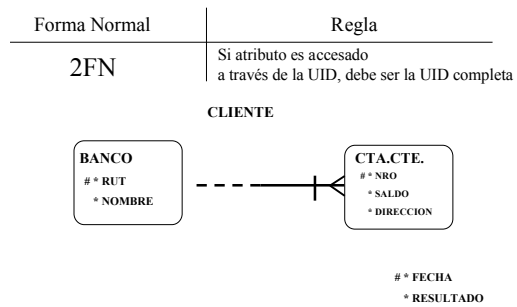 Forma Normal Regla
2FN Si atributo es accesado
a través de la UID, debe ser la UID completa
CLIENTE
BANCO
# * RUT
* NOMBRE
CTA.CTE.
# * NRO
* SALDO
* DIRECCION
# * FECHA
* RESULTADO